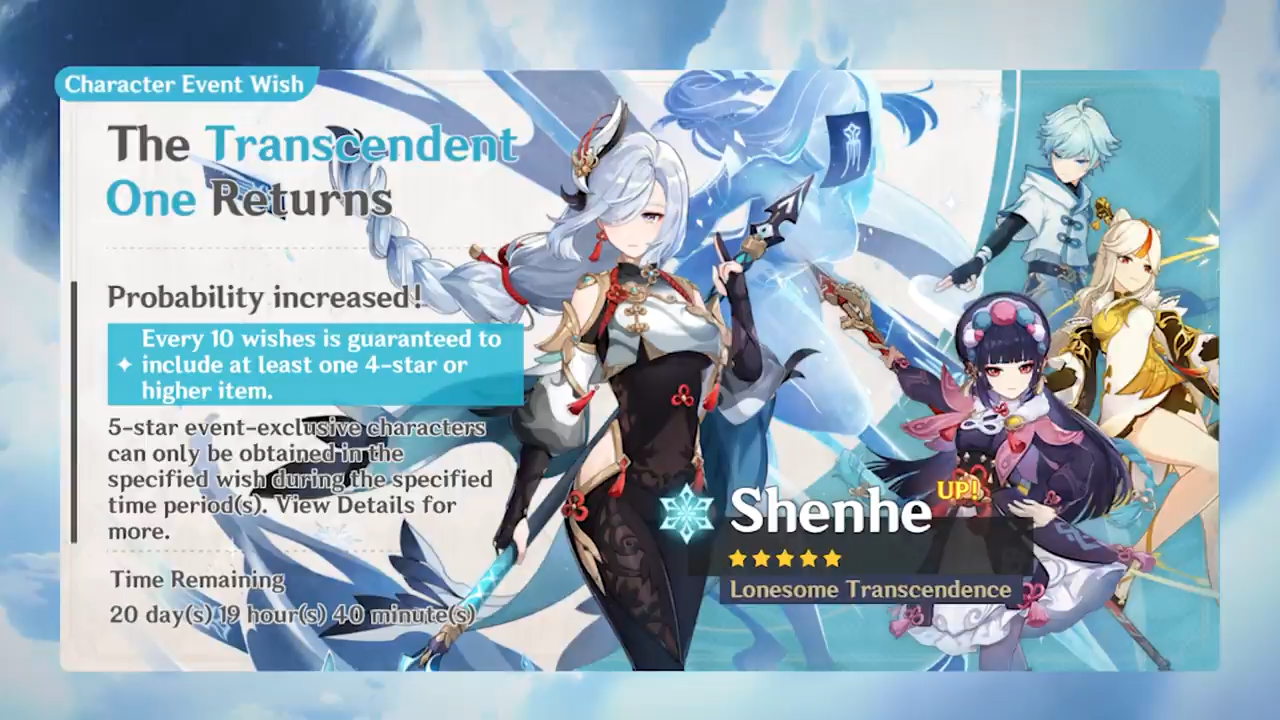 Character Event Wish
The Transcendent
One Returns
Probability increased!
Every 10 wishes is guaranteed to
include at least one 4-star or
higher item.
5-star event-exclusive characters
can only be obtained in the
specified wish during the specified
time period(s). View Details for
more.
Time Remaining
20 day(s) 19 hour(s) 40 minute(s)
UP!
Shenhe
Lonesome Transcendence